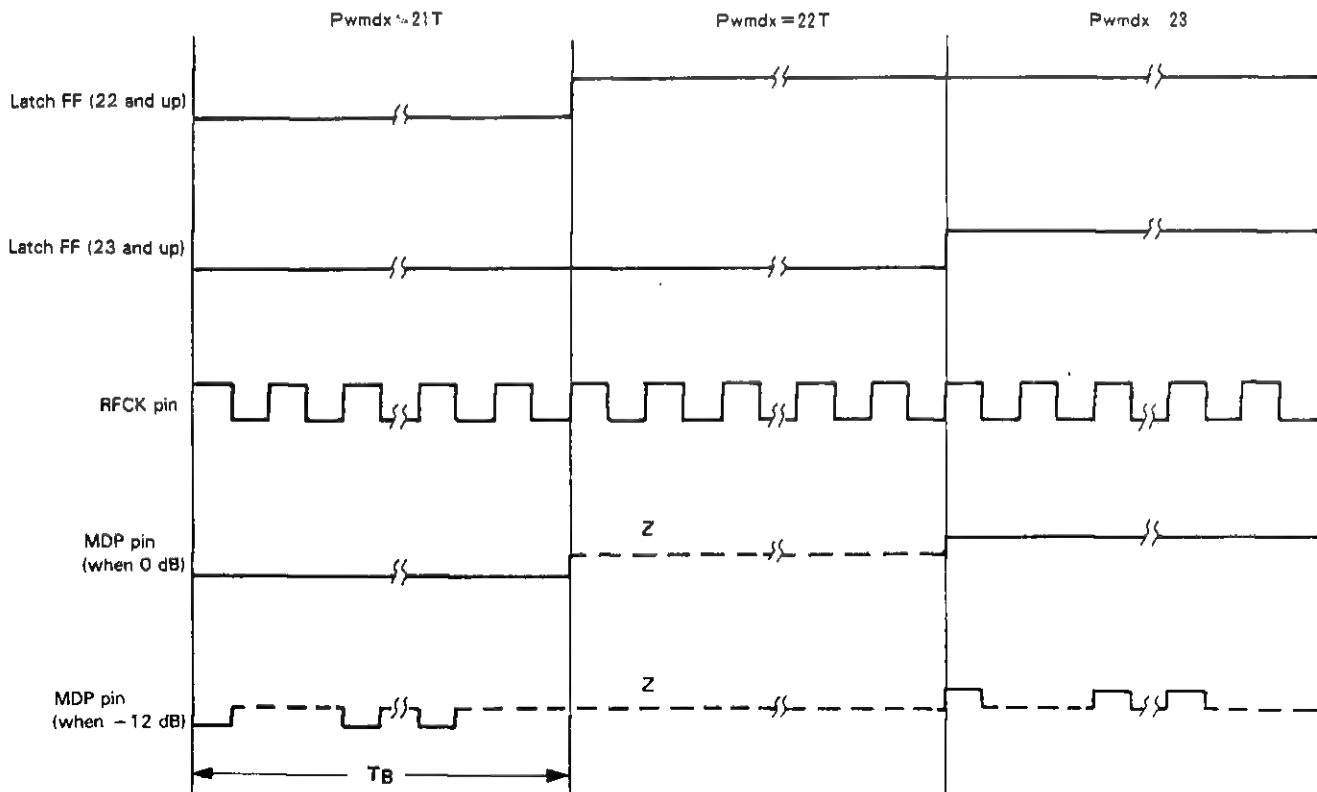 Pwmdx 21T
Pwmdx=22T
Pwmdx 23
Latch FF (22 and up)
Latch FF (23 and up)
RFCK pin
MDP pin
(when 0 dB)
Z
MDP pin
(when −12 dB)
Z
TB